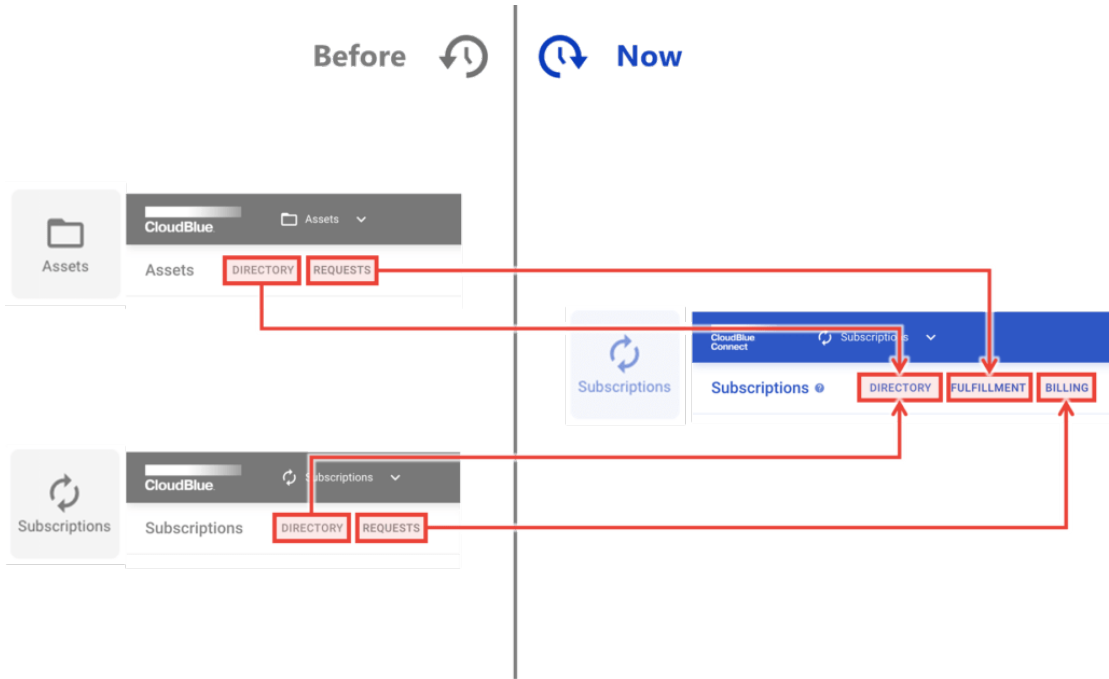 Before
Now
CloudBlue
Assets
Assets
Assets
DIRECTORY
REQUESTS
CloudBlue
Connect
Subscriptions
Subscriptions
Subscriptions
DIRECTORY
FULFILLMENT
BILLING
CloudBlue
Subscriptions
Subscriptions
Subscriptions
DIRECTORY
REQUESTS